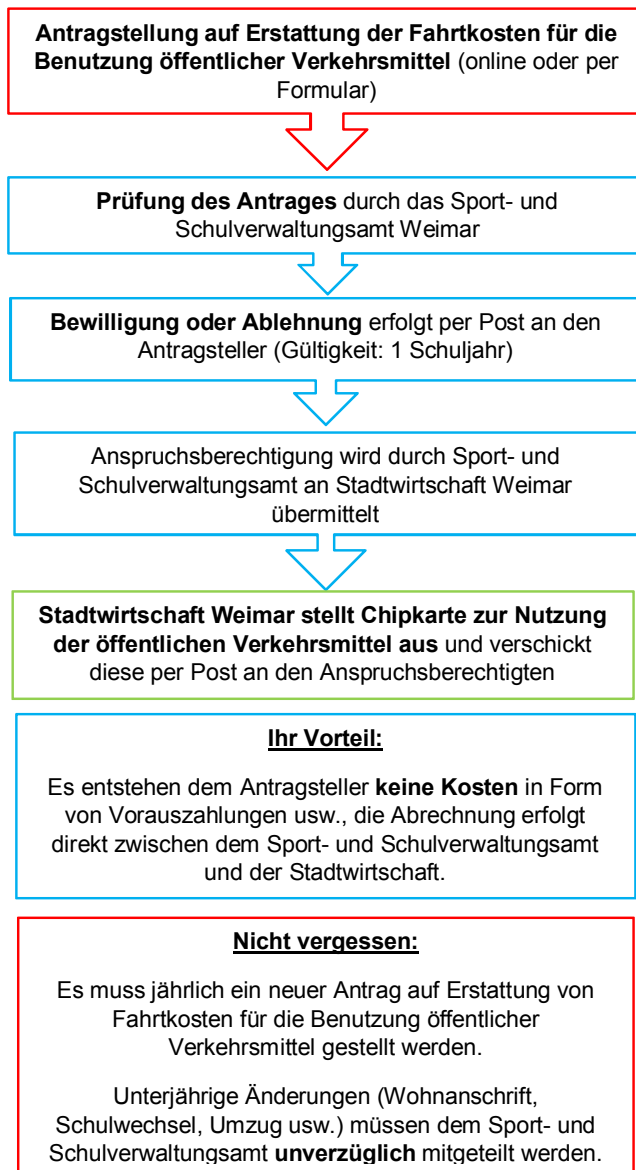 Antragstellung auf Erstattung der Fahrtkosten für die
Benutzung öffentlicher Verkehrsmittel (online oder per
Formular)
Prüfung des Antrages durch das Sport- und
Schulverwaltungsamt Weimar
Bewilligung oder Ablehnung erfolgt per Post an den
Antragsteller (Gültigkeit: 1 Schuljahr)
Anspruchsberechtigung wird durch Sport- und
Schulverwaltungsamt an Stadtwirtschaft Weimar
übermittelt
Stadtwirtschaft Weimar stellt Chipkarte zur Nutzung
der öffentlichen Verkehrsmittel aus und verschickt
diese per Post an den Anspruchsberechtigten
Ihr Vorteil:
Es entstehen dem Antragsteller keine Kosten in Form
von Vorauszahlungen usw., die Abrechnung erfolgt
direkt zwischen dem Sport- und Schulverwaltungsamt
und der Stadtwirtschaft.
Nicht vergessen:
Es muss jährlich ein neuer Antrag auf Erstattung von
Fahrtkosten für die Benutzung öffentlicher
Verkehrsmittel gestellt werden.
Unterjährige Änderungen (Wohnanschrift,
Schulwechsel, Umzug usw.) müssen dem Sport- und
Schulverwaltungsamt unverzüglich mitgeteilt werden.